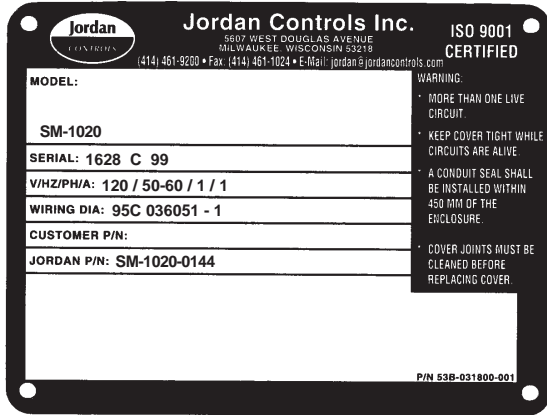 Jordan
CONTROLS
Jordan Controls Inc.
5607 WEST DOUGLAS AVENUE
MILWAUKEE, WISCONSIN 53218
(414) 461-9200 • Fax: (414) 461-1024 • E-Mail: jordan@jordancontrols.com
ISO 9001
CERTIFIED
MODEL:
SM-1020
SERIAL: 1628 C 99
V/HZ/PH/A: 120 / 50-60 / 1 / 1
WIRING DIA: 95C 036051 - 1
CUSTOMER P/N:
JORDAN P/N: SM-1020-0144
WARNING:
• MORE THAN ONE LIVE
CIRCUIT.
• KEEP COVER TIGHT WHILE
CIRCUITS ARE ALIVE.
• A CONDUIT SEAL SHALL
BE INSTALLED WITHIN
450 MM OF THE
ENCLOSURE.
• COVER JOINTS MUST BE
CLEANED BEFORE
REPLACING COVER.
P/N 53B-031800-001